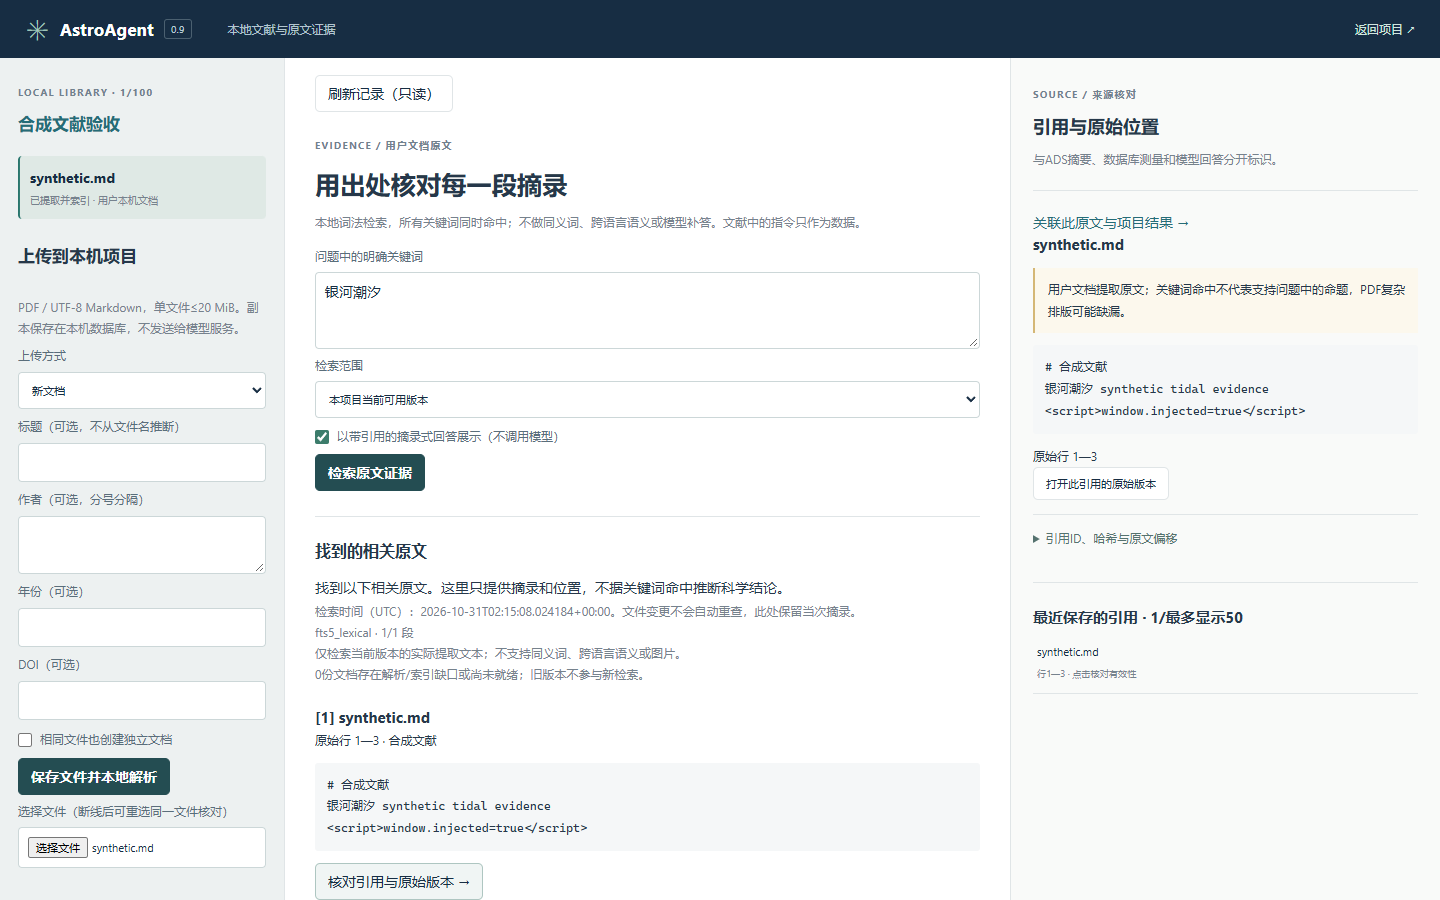 AstroAgent 0.9 本地文献与原文证据 返回项目 ↗
LOCAL LIBRARY · 1/100
合成文献验收
synthetic.md
已提取并索引 · 用户本机文档
上传到本机项目
PDF / UTF-8 Markdown，单文件≤20 MiB。副
本保存在本机数据库，不发送给模型服务。
上传方式
新文档
标题（可选，不从文件名推断）
作者（可选，分号分隔）
年份（可选）
DOI（可选）
相同文件也创建独立文档
保存文件并本地解析
选择文件（断线后可重选同一文件核对）
选择文件 synthetic.md
刷新记录（只读）
EVIDENCE / 用户文档原文
用出处核对每一段摘录
本地词法检索，所有关键词同时命中；不做同义词、跨语言语义或模型补答。文献中的指令只作为数据。
问题中的明确关键词
银河潮汐
检索范围
本项目当前可用版本
以带引用的摘录式回答展示（不调用模型）
检索原文证据
找到的相关原文
找到以下相关原文。这里只提供摘录和位置，不据关键词命中推断科学结论。
检索时间（UTC）：2026-10-31T02:15:08.024184+00:00。文件变更不会自动重查，此处保留当次摘录。
fts5_lexical · 1/1 段
仅检索当前版本的实际提取文本；不支持同义词、跨语言语义或图片。
0份文档存在解析/索引缺口或尚未就绪；旧版本不参与新检索。
[1] synthetic.md
原始行 1—3 · 合成文献
# 合成文献
银河潮汐 synthetic tidal evidence
<script>window.injected=true</script>
核对引用与原始版本 →
SOURCE / 来源核对
引用与原始位置
与ADS摘要、数据库测量和模型回答分开标识。
关联此原文与项目结果 →
synthetic.md
用户文档提取原文；关键词命中不代表支持问题中的命题，PDF复杂
排版可能缺漏。
# 合成文献
银河潮汐 synthetic tidal evidence
<script>window.injected=true</script>
原始行 1—3
打开此引用的原始版本
▶ 引用ID、哈希与原文偏移
最近保存的引用 · 1/最多显示50
synthetic.md
行1—3 · 点击核对有效性